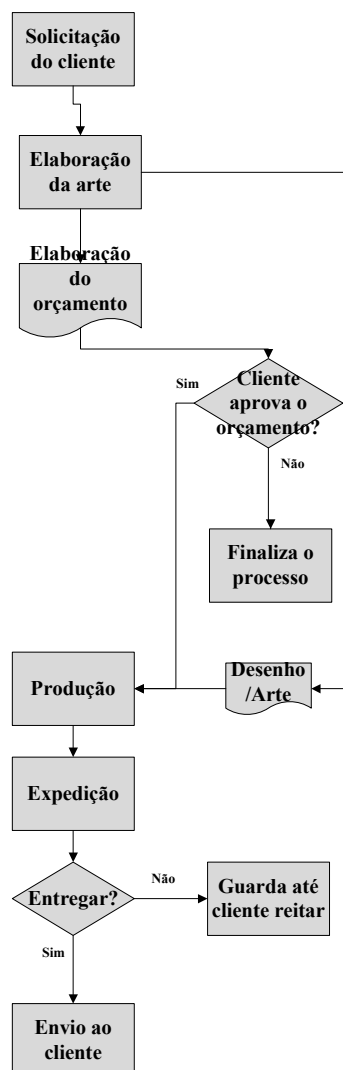 Solicitação
do cliente
Elaboração
da arte
Elaboração
do
orçamento
Sim
Cliente
aprova o
orçamento?
Não
Finaliza o
processo
Produção
Desenho
/Arte
Expedição
Entregar?
Não
Guarda até
cliente reitar
Sim
Envio ao
cliente